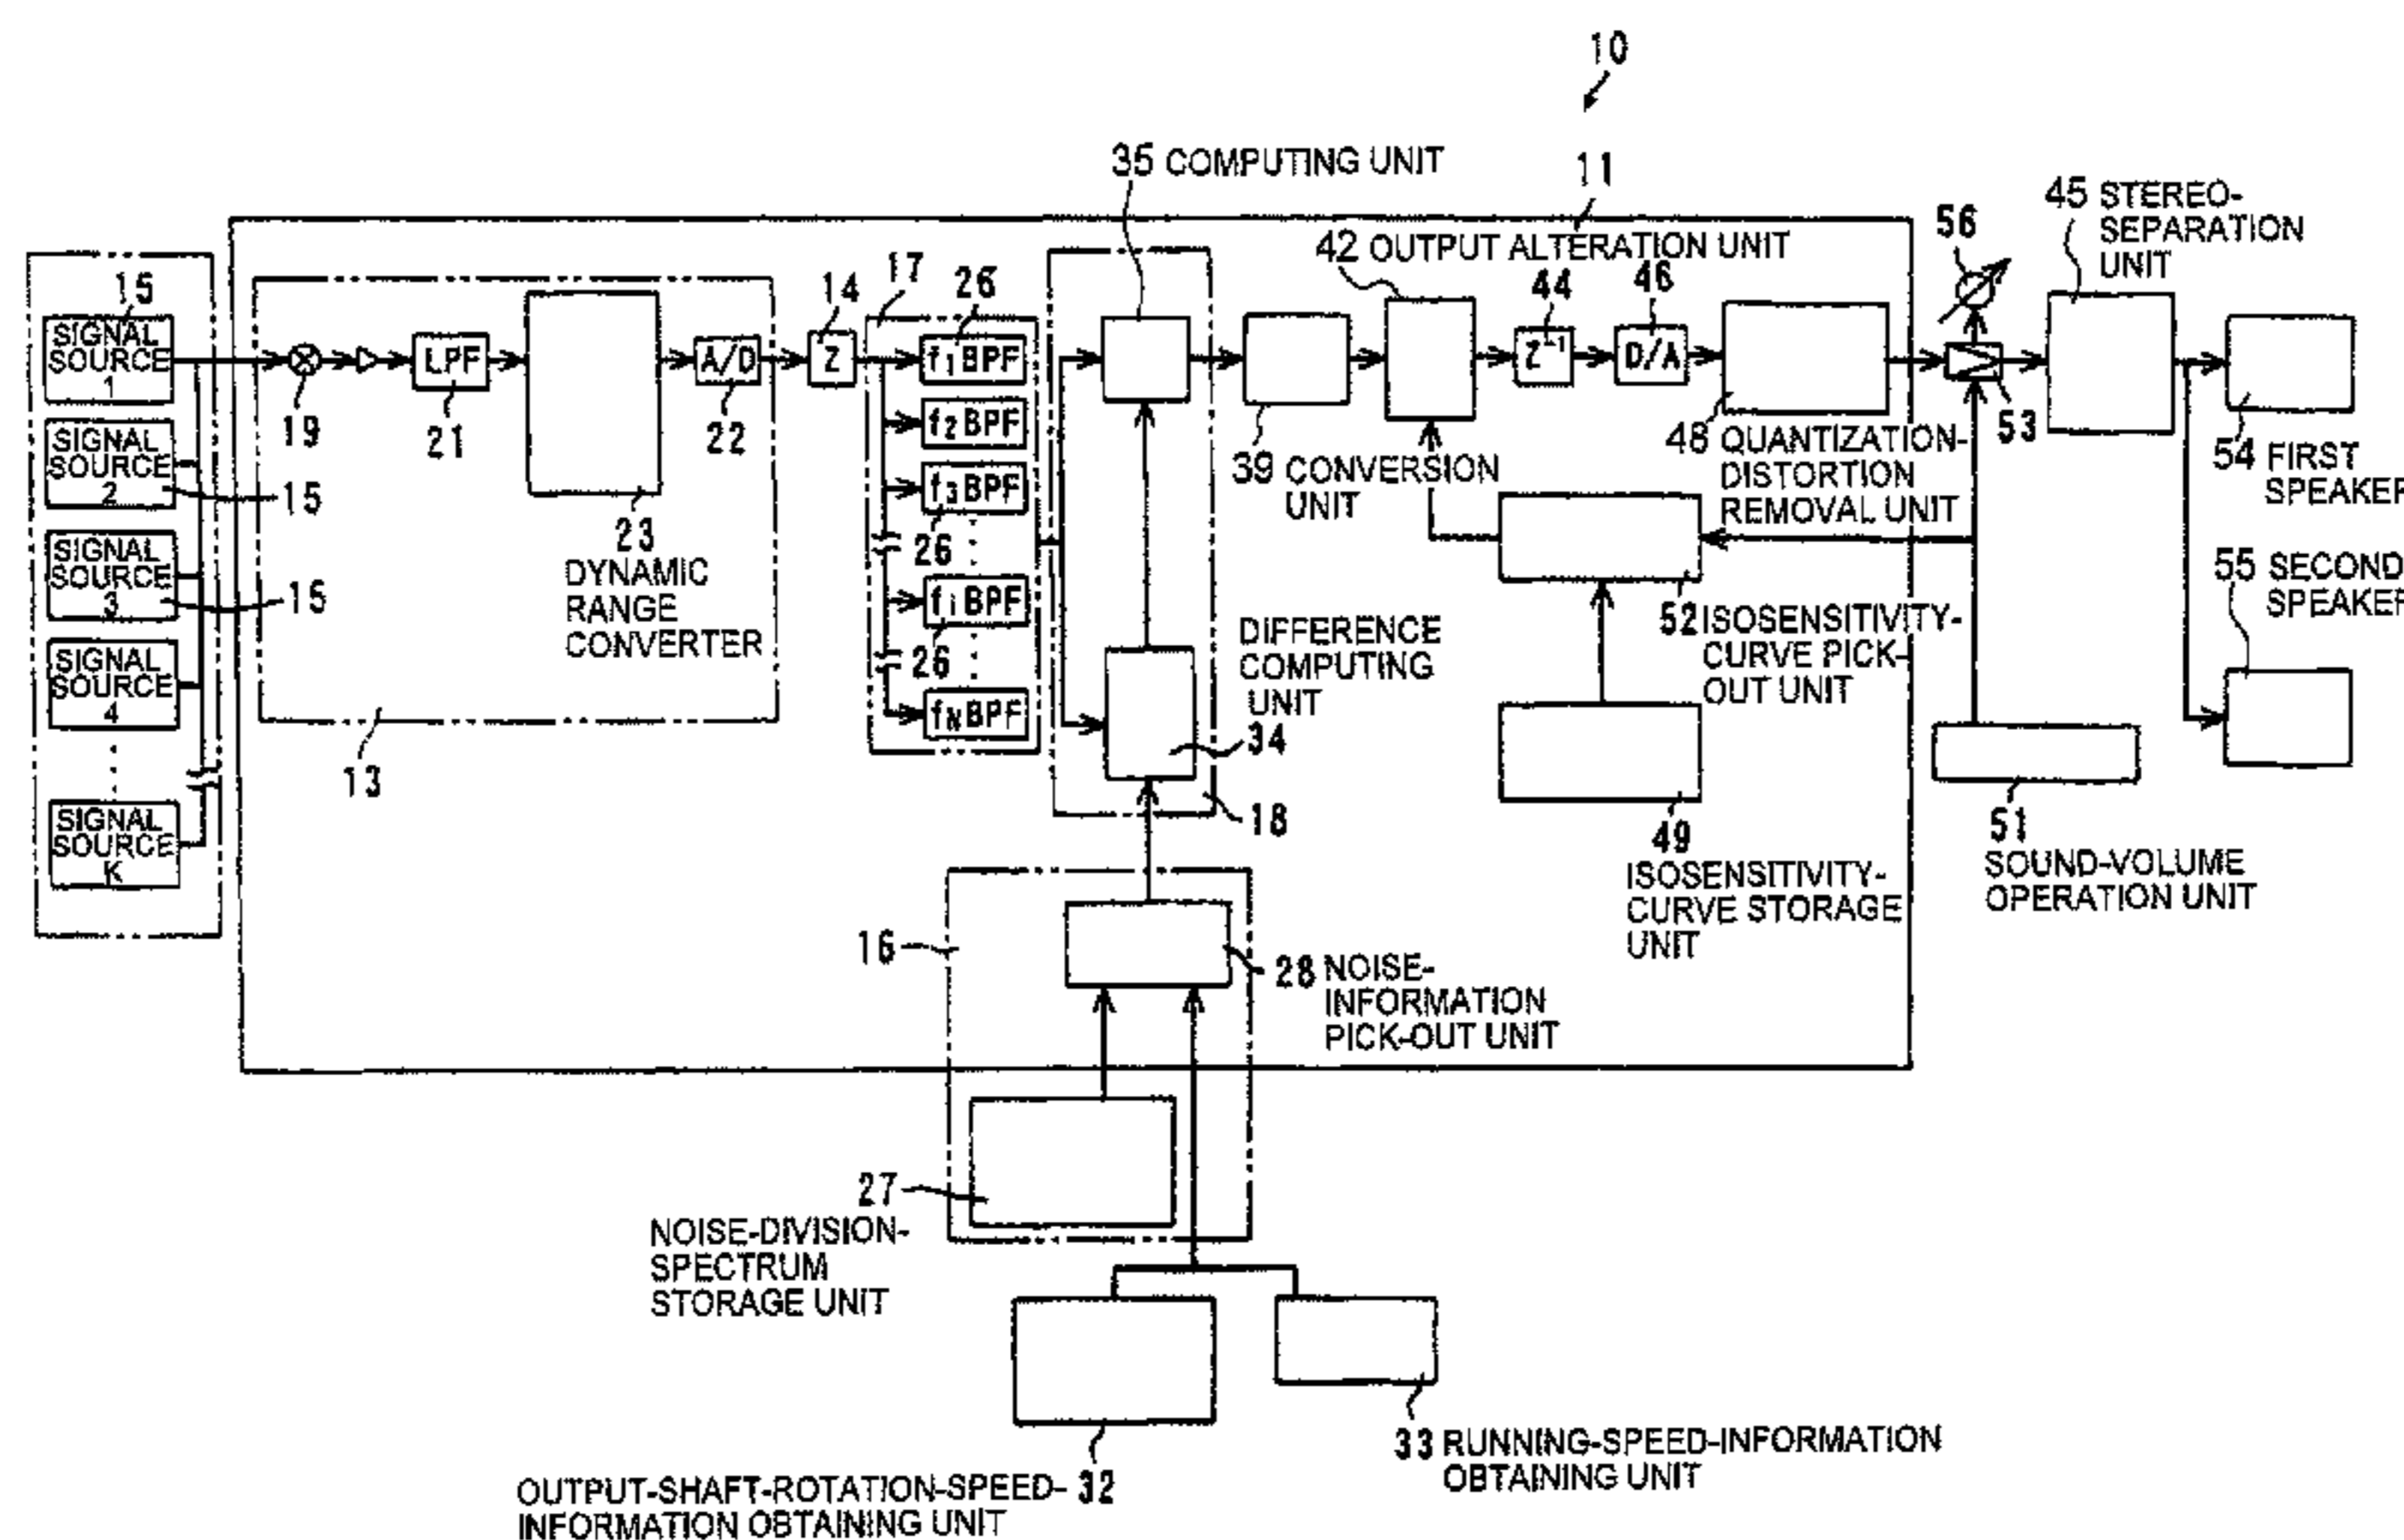 10
35 COMPUTING UNIT
11
45 STEREO-
SEPARATION
UNIT
56
42 OUTPUT ALTERATION UNIT
15
SIGNAL
SOURCE
1
19
LPF
21
23
DYNAMIC
RANGE
CONVERTER
A/D
22
14
Z
17
26
f1BPF
f2BPF
f3BPF
26
fiBPF
26
fNBPF
44
Z-1
46
D/A
48 QUANTIZATION-
DISTORTION
REMOVAL UNIT
39 CONVERSION
UNIT
53
54 FIRST
SPEAKER
55 SECOND
SPEAKER
SIGNAL
SOURCE
2
15
SIGNAL
SOURCE
3
15
SIGNAL
SOURCE
4
SIGNAL
SOURCE
K
13
DIFFERENCE
COMPUTING
UNIT
34
18
52 ISOSENSITIVITY-
CURVE PICK-
OUT UNIT
49
ISOSENSITIVITY-
CURVE STORAGE
UNIT
51
SOUND-VOLUME
OPERATION UNIT
16
28 NOISE-
INFORMATION
PICK-OUT UNIT
27
NOISE-DIVISION-
SPECTRUM
STORAGE UNIT
33 RUNNING-SPEED-INFORMATION
OBTAINING UNIT
OUTPUT-SHAFT-ROTATION-SPEED- 32
INFORMATION OBTAINING UNIT